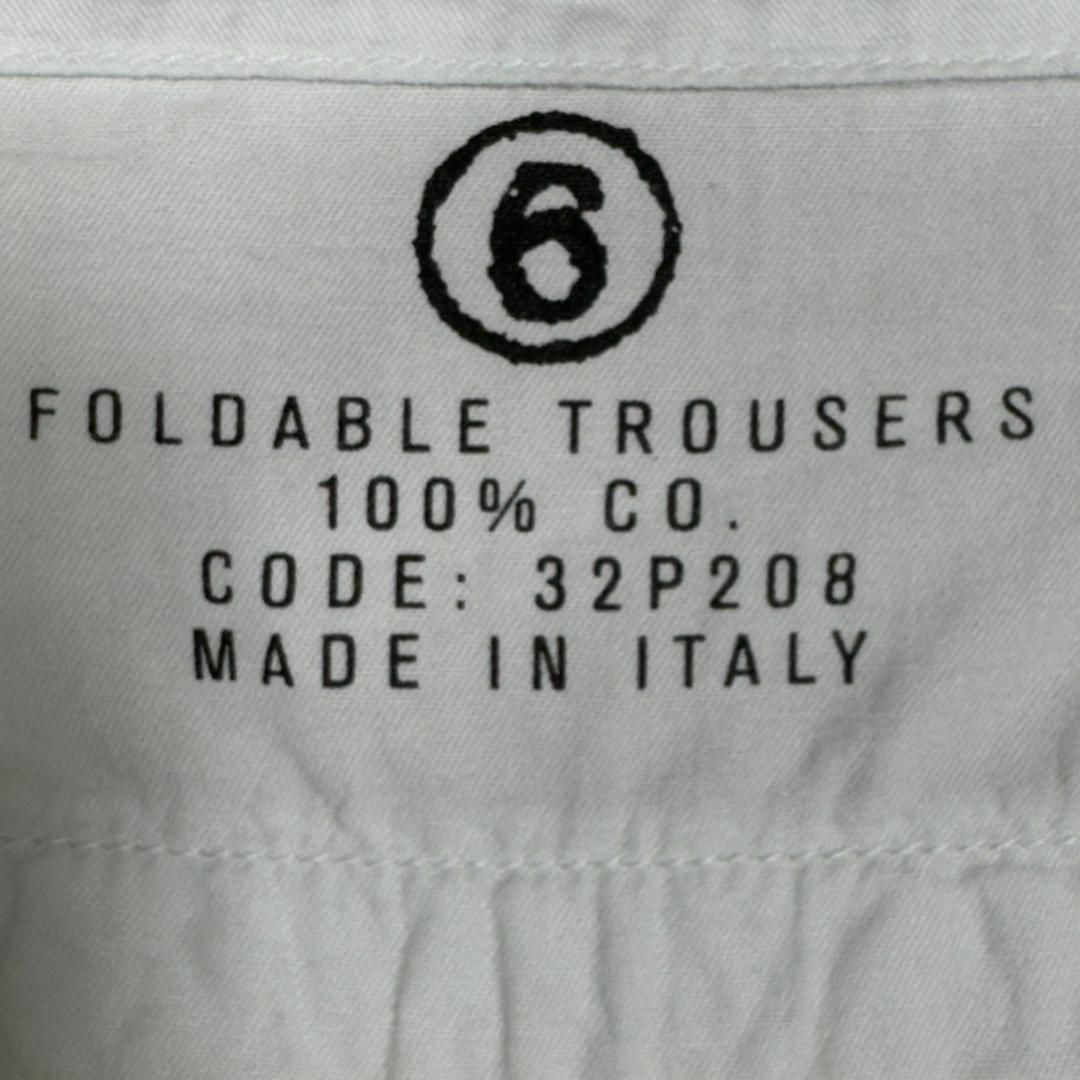 6
FOLDABLE TROUSERS
100% CO.
CODE: 32P208
MADE IN ITALY